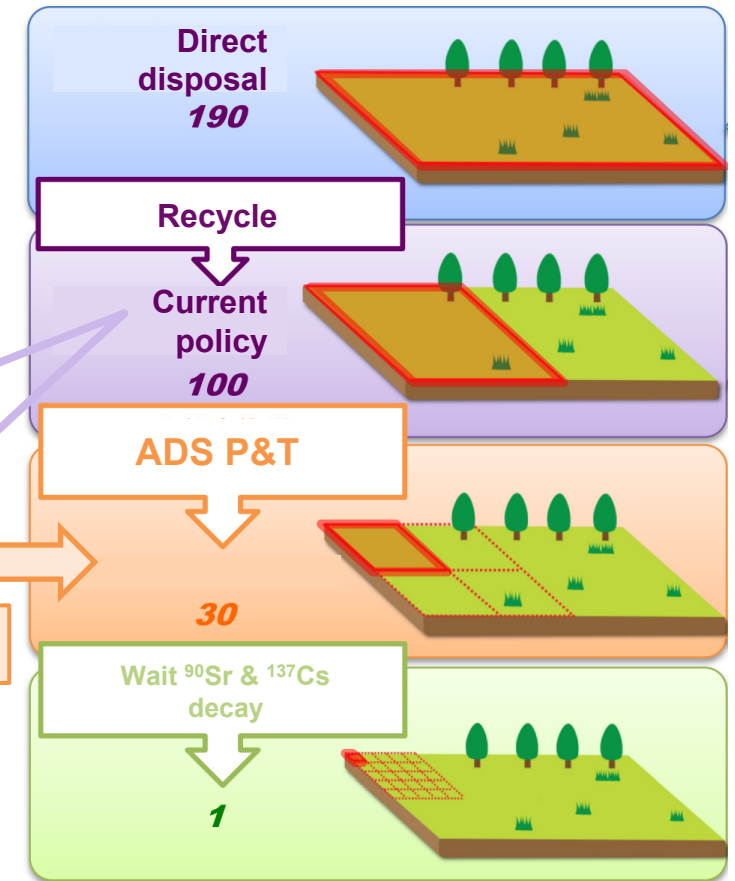 Direct
disposal
190
Recycle
Current
policy
100
ADS P&T
30
Wait ⁹⁰Sr & ¹³⁷Cs
decay
1